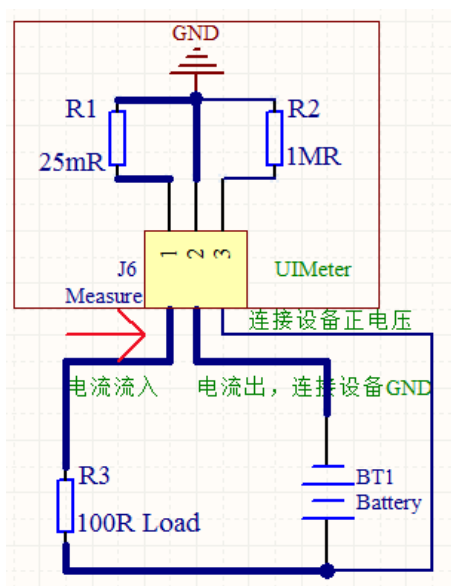 GND
R1
R2
25mR
1MR
1 2 3
J6
UIMeter
Measure
连接设备正电压
电流流入
电流出，连接设备GND
R3
BT1
100R Load
Battery